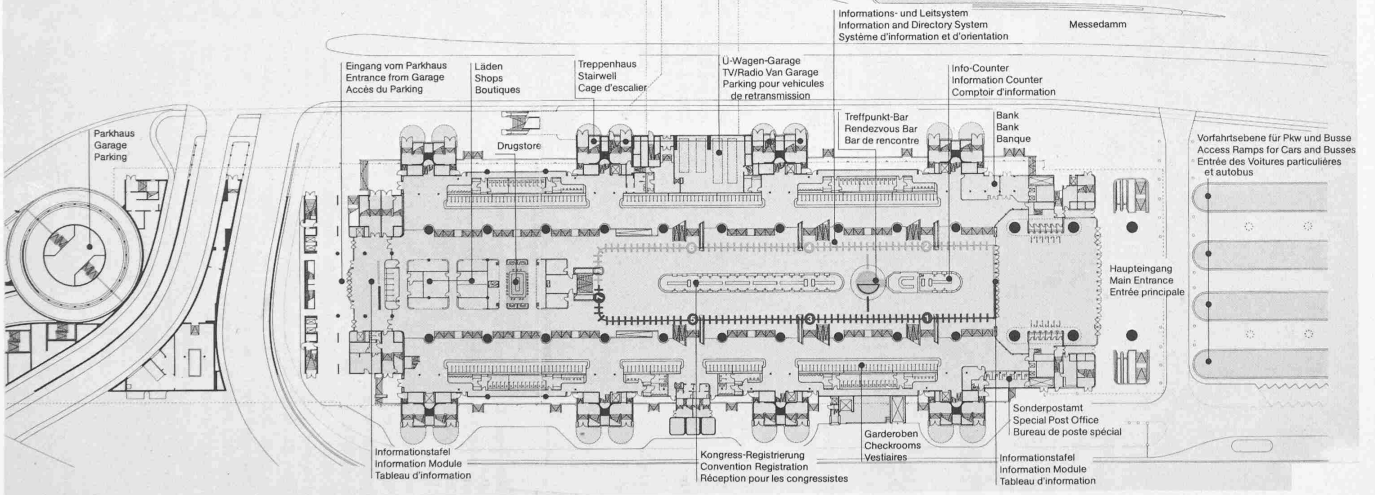 Informations- und Leitsystem
Information and Directory System
Système d'information et d'orientation
Messedamm
Eingang vom Parkhaus
Entrance from Garage
Accès du Parking
Läden
Shops
Boutiques
Treppenhaus
Stairwell
Cage d'escalier
Ü-Wagen-Garage
TV/Radio Van Garage
Parking pour vehicules
de retransmission
Info-Counter
Information Counter
Comptoir d'information
Parkhaus
Garage
Parking
Drugstore
Treffpunkt-Bar
Rendezvous Bar
Bar de rencontre
Bank
Bank
Banque
Vorfahrtsebene für Pkw und Busse
Access Ramps for Cars and Busses
Entrée des Voitures particulières
et autobus
Haupteingang
Main Entrance
Entrée principale
7
5
3
1
Informationstafel
Information Module
Tableau d'information
Kongress-Registrierung
Convention Registration
Réception pour les congressistes
Garderoben
Checkrooms
Vestiaires
Sonderpostamt
Special Post Office
Bureau de poste spécial
Informationstafel
Information Module
Tableau d'information